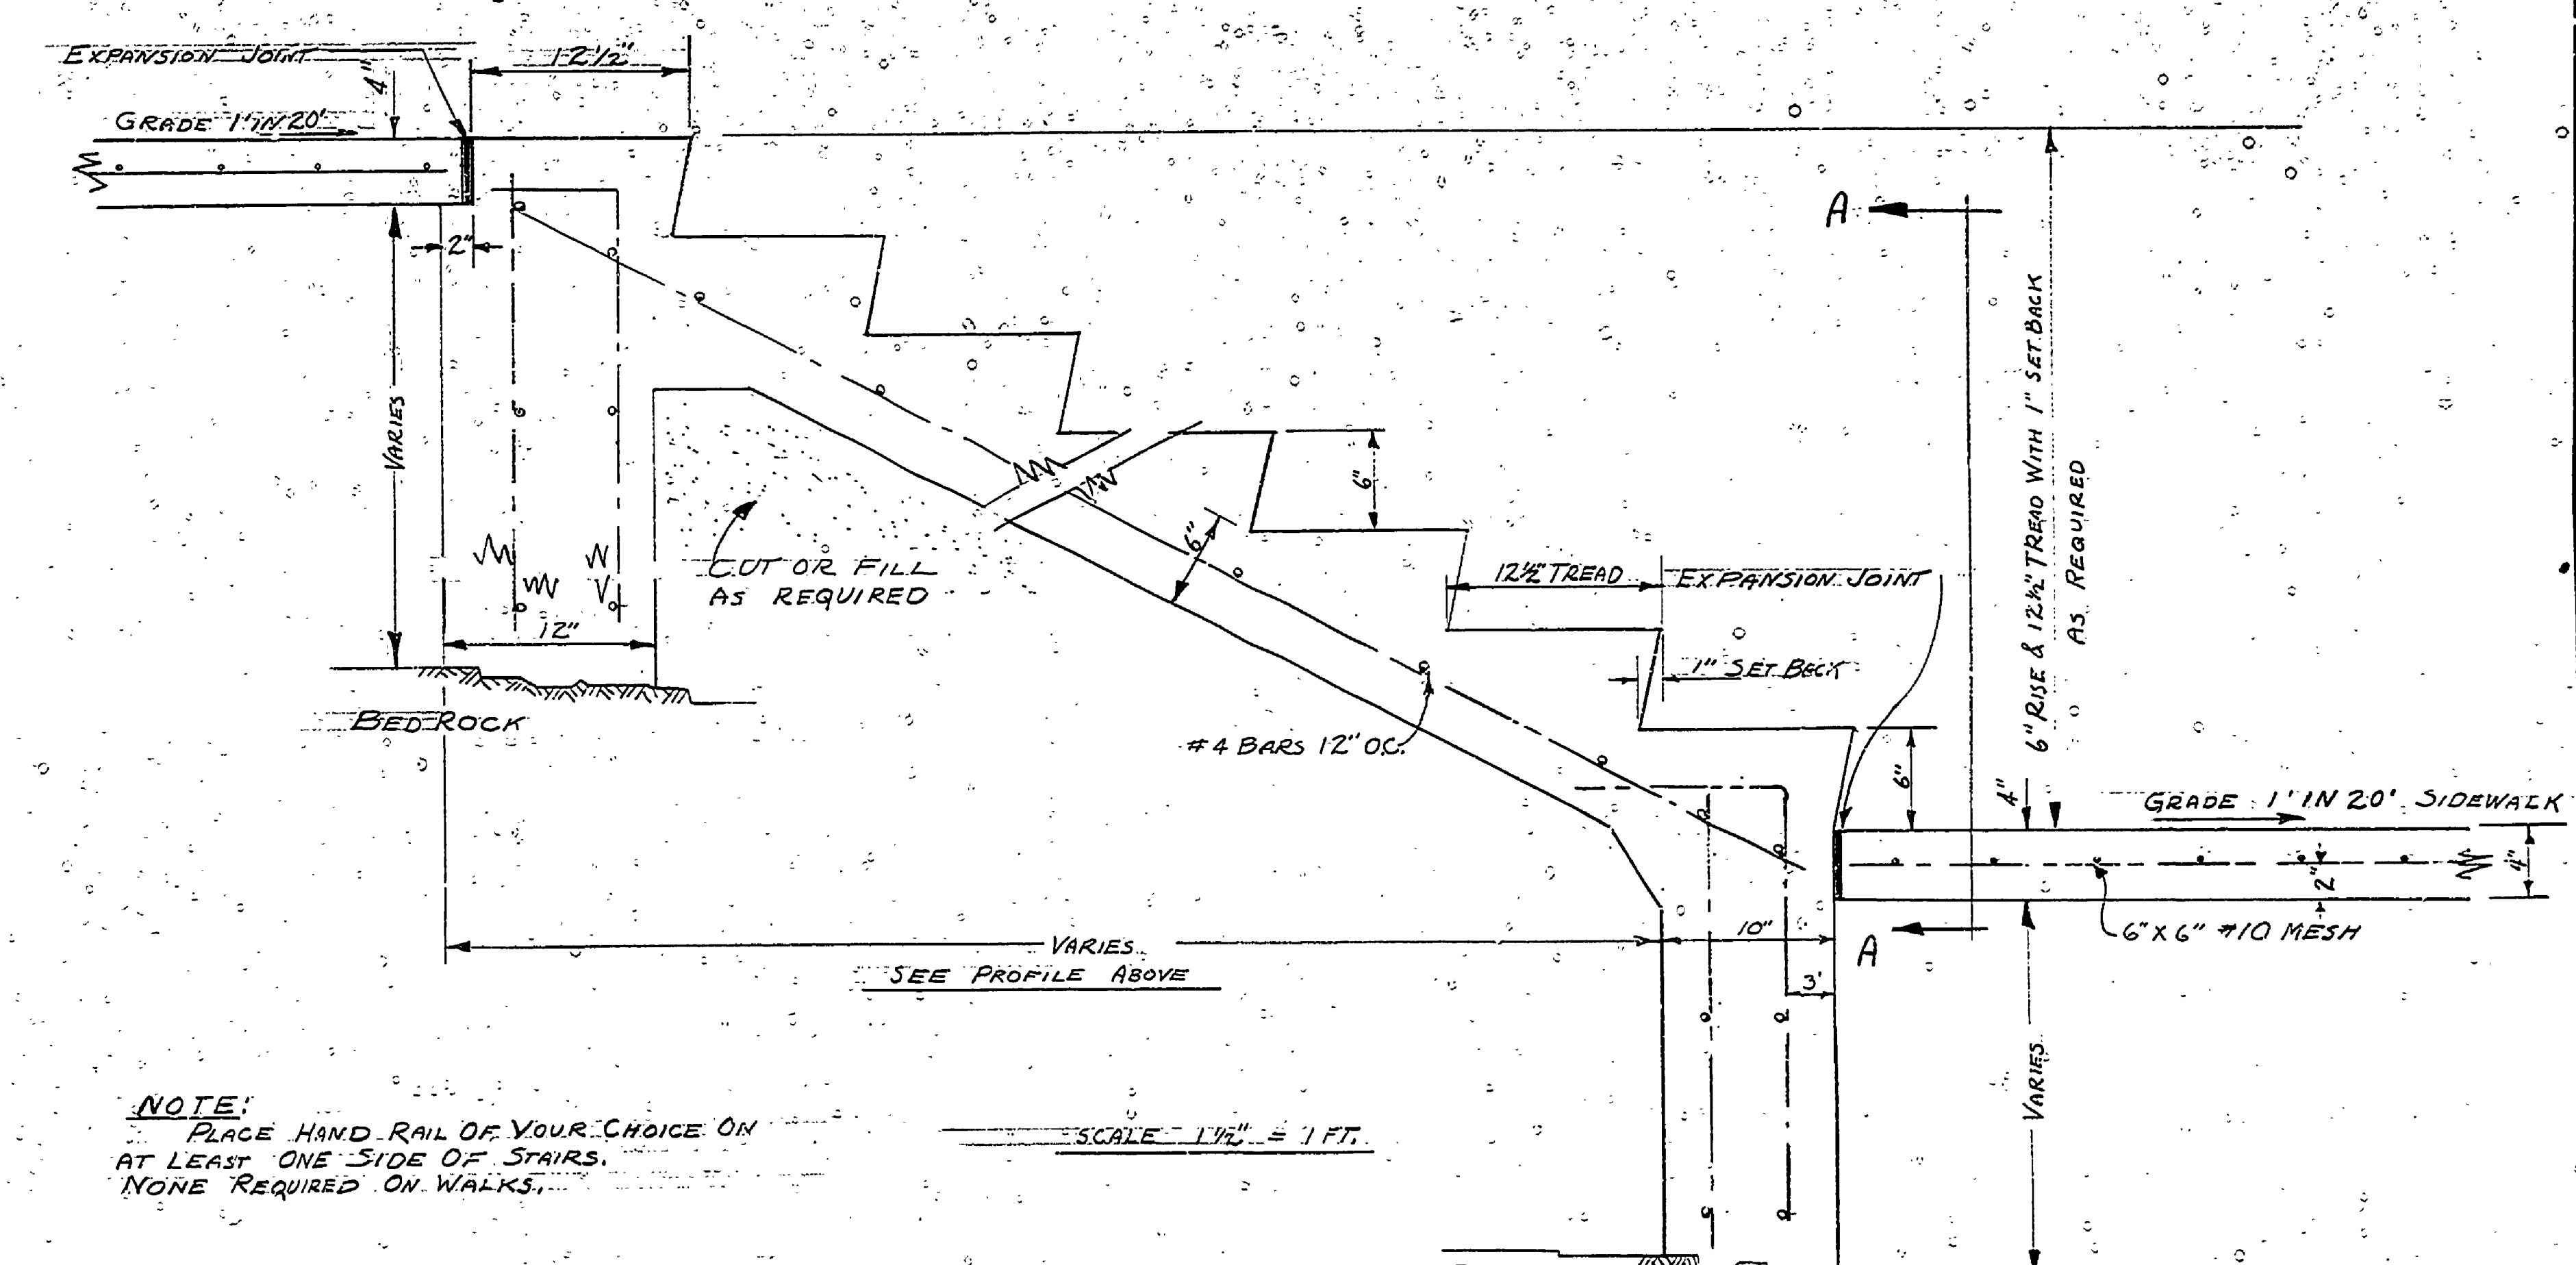 EXPANSION JOINT
1-2½"
4"
GRADE 1' IN 20'
2"
VARIES
12"
BED ROCK
CUT OR FILL
AS REQUIRED
6"
6"
12½" TREAD
EXPANSION JOINT
1" SET BECK
#4 BARS 12" O.C.
6"
A
6" RISE & 12½" TREAD WITH 1" SET BACK
AS REQUIRED
4"
GRADE 1' IN 20' SIDEWALK
4"
2"
6" X 6" #10 MESH
A
VARIES
SEE PROFILE ABOVE
10"
3'
VARIES
NOTE:
PLACE HAND RAIL OF YOUR CHOICE ON
AT LEAST ONE SIDE OF STAIRS.
NONE REQUIRED ON WALKS.
SCALE 1½" = 1 FT.